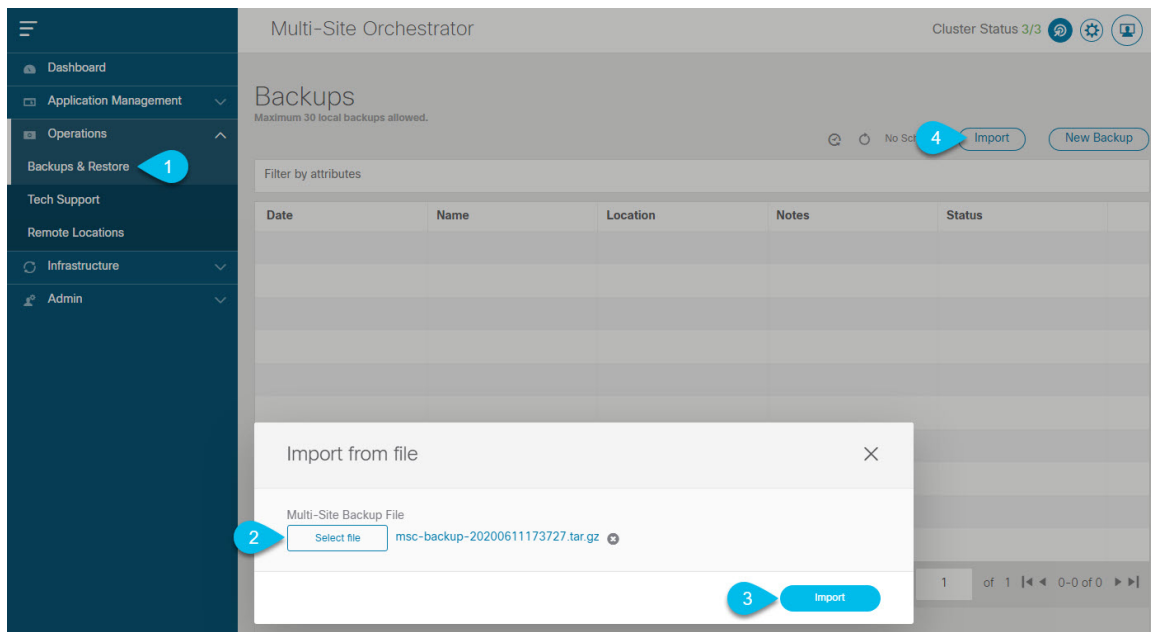 Multi-Site Orchestrator
Cluster Status 3/3
Dashboard
Application Management
Operations
Backups & Restore
1
Tech Support
Remote Locations
Infrastructure
Admin
Backups
Maximum 30 local backups allowed.
No
4
Import
New Backup
Filter by attributes
Date Name Location Notes Status
Import from file
Multi-Site Backup File
2
Select file
msc-backup-20200611173727.tar.gz
3
Import
1 of 1 0-0 of 0